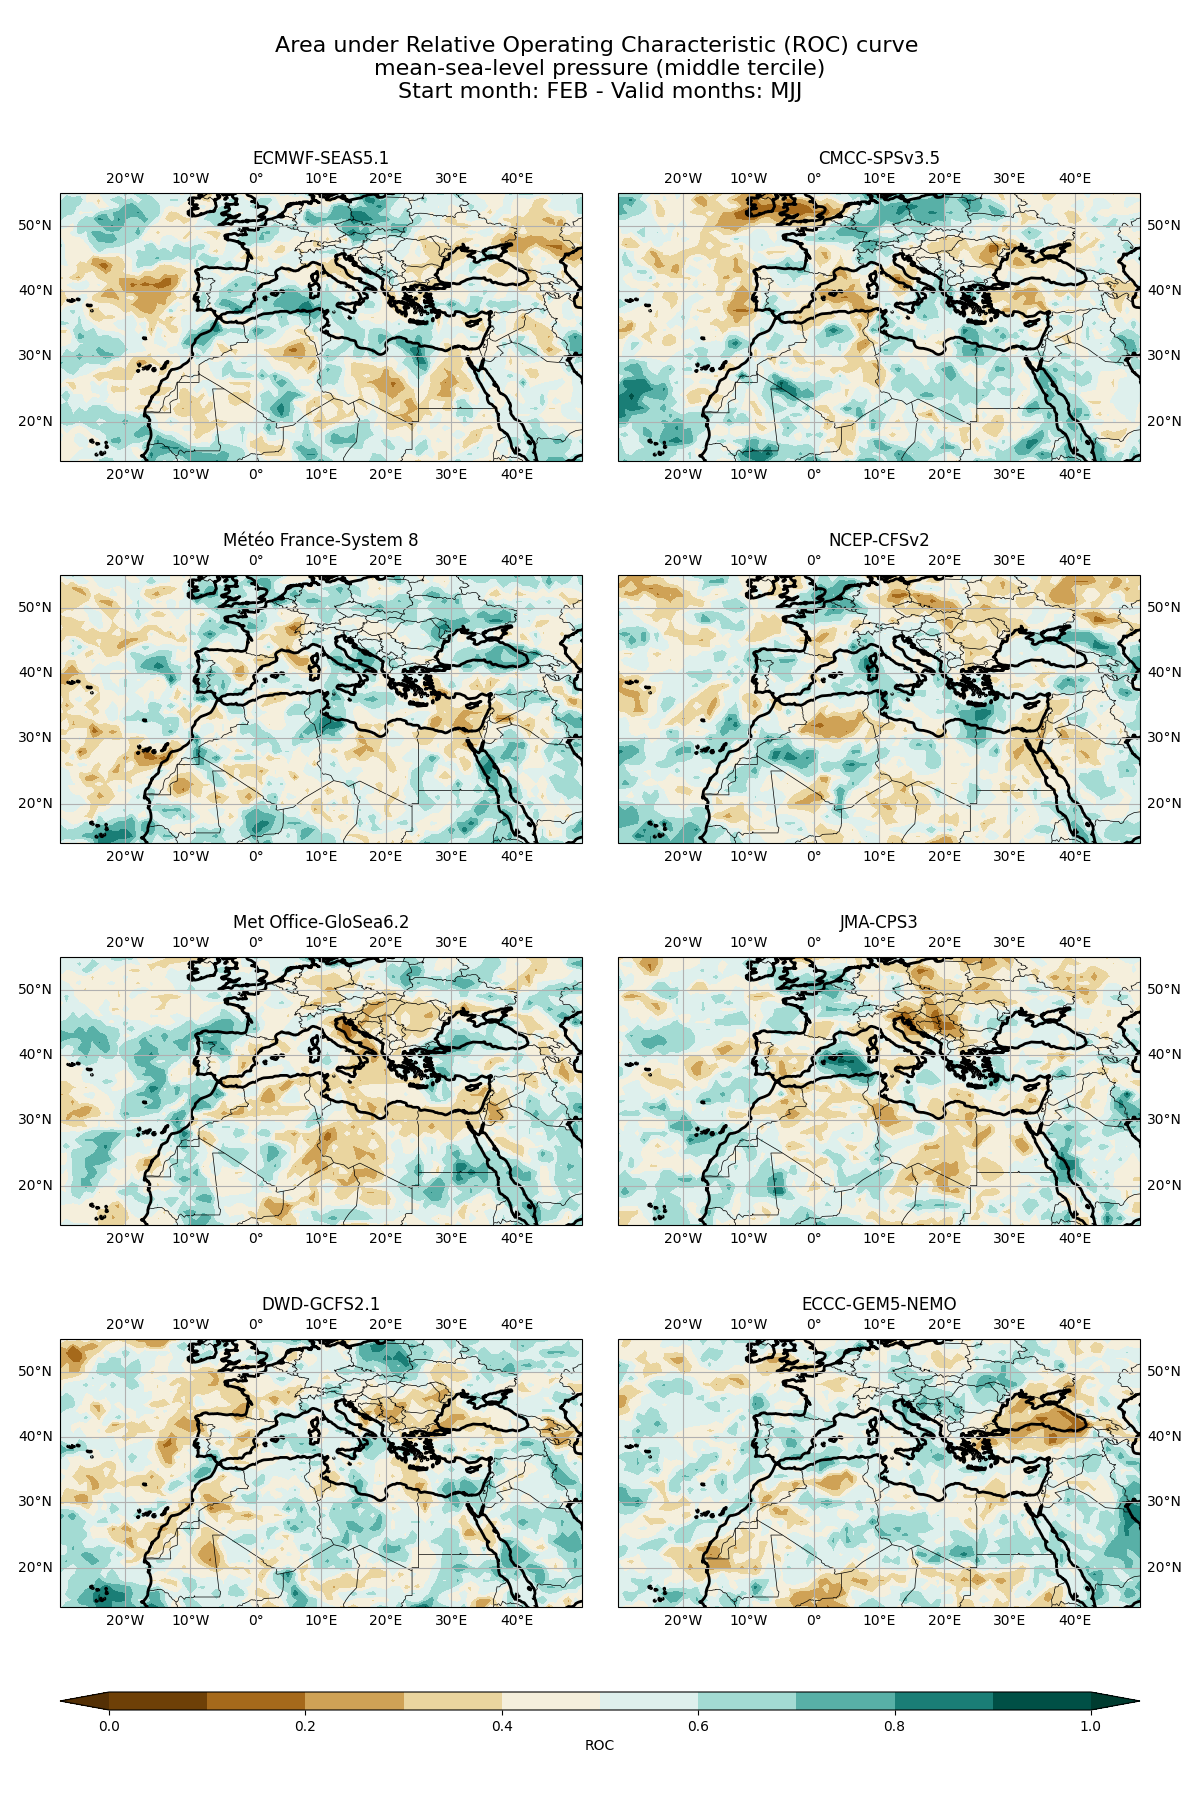 Area under Relative Operating Characteristic (ROC) curve
mean-sea-level pressure (middle tercile)
Start month: FEB - Valid months: MJJ
ECMWF-SEAS5.1
20°W 10°W 0° 10°E 20°E 30°E 40°E
50°N
40°N
30°N
20°N
20°W 10°W 0° 10°E 20°E 30°E 40°E
CMCC-SPSv3.5
20°W 10°W 0° 10°E 20°E 30°E 40°E
50°N
40°N
30°N
20°N
20°W 10°W 0° 10°E 20°E 30°E 40°E
Météo France-System 8
20°W 10°W 0° 10°E 20°E 30°E 40°E
50°N
40°N
30°N
20°N
20°W 10°W 0° 10°E 20°E 30°E 40°E
NCEP-CFSv2
20°W 10°W 0° 10°E 20°E 30°E 40°E
50°N
40°N
30°N
20°N
20°W 10°W 0° 10°E 20°E 30°E 40°E
Met Office-GloSea6.2
20°W 10°W 0° 10°E 20°E 30°E 40°E
50°N
40°N
30°N
20°N
20°W 10°W 0° 10°E 20°E 30°E 40°E
JMA-CPS3
20°W 10°W 0° 10°E 20°E 30°E 40°E
50°N
40°N
30°N
20°N
20°W 10°W 0° 10°E 20°E 30°E 40°E
DWD-GCFS2.1
20°W 10°W 0° 10°E 20°E 30°E 40°E
50°N
40°N
30°N
20°N
20°W 10°W 0° 10°E 20°E 30°E 40°E
ECCC-GEM5-NEMO
20°W 10°W 0° 10°E 20°E 30°E 40°E
50°N
40°N
30°N
20°N
20°W 10°W 0° 10°E 20°E 30°E 40°E
0.0 0.2 0.4 0.6 0.8 1.0
ROC